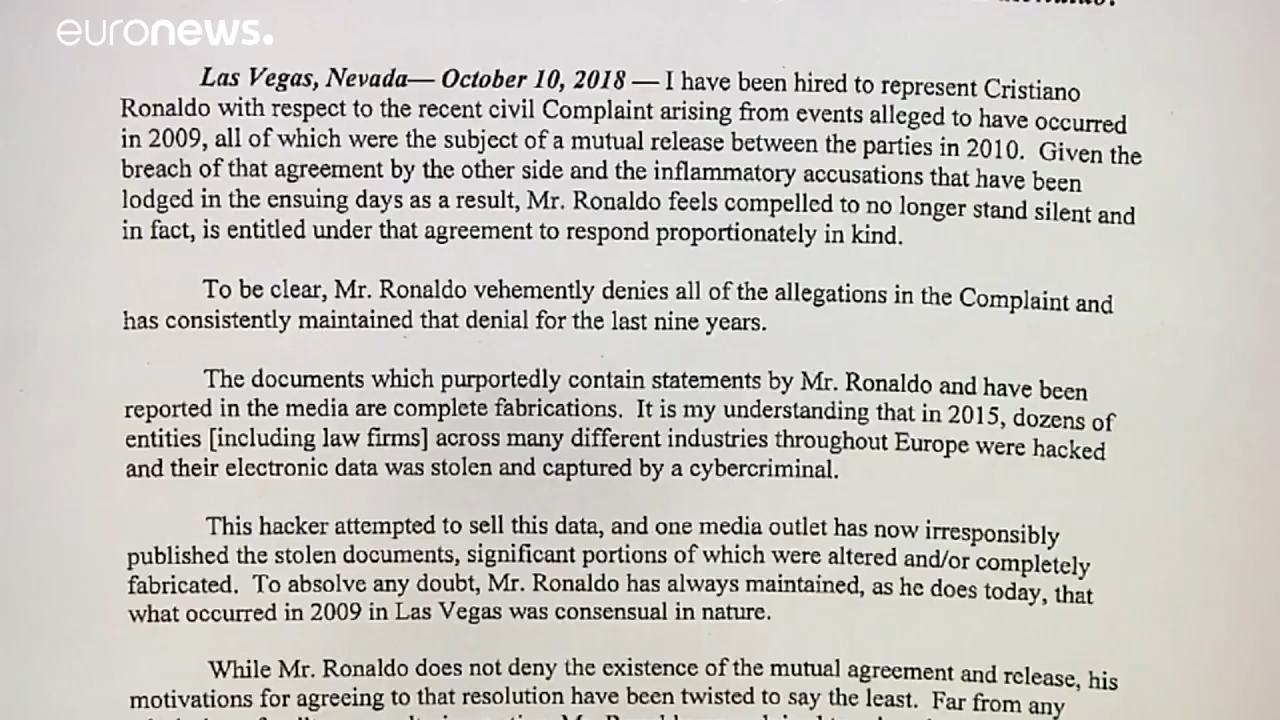 euronews.
Las Vegas, Nevada— October 10, 2018 — I have been hired to represent Cristiano
Ronaldo with respect to the recent civil Complaint arising from events alleged to have occurred
in 2009, all of which were the subject of a mutual release between the parties in 2010. Given the
breach of that agreement by the other side and the inflammatory accusations that have been
lodged in the ensuing days as a result, Mr. Ronaldo feels compelled to no longer stand silent and
in fact, is entitled under that agreement to respond proportionately in kind.
To be clear, Mr. Ronaldo vehemently denies all of the allegations in the Complaint and
has consistently maintained that denial for the last nine years.
The documents which purportedly contain statements by Mr. Ronaldo and have been
reported in the media are complete fabrications. It is my understanding that in 2015, dozens of
entities [including law firms] across many different industries throughout Europe were hacked
and their electronic data was stolen and captured by a cybercriminal.
This hacker attempted to sell this data, and one media outlet has now irresponsibly
published the stolen documents, significant portions of which were altered and/or completely
fabricated. To absolve any doubt, Mr. Ronaldo has always maintained, as he does today, that
what occurred in 2009 in Las Vegas was consensual in nature.
While Mr. Ronaldo does not deny the existence of the mutual agreement and release, his
motivations for agreeing to that resolution have been twisted to say the least. Far from any